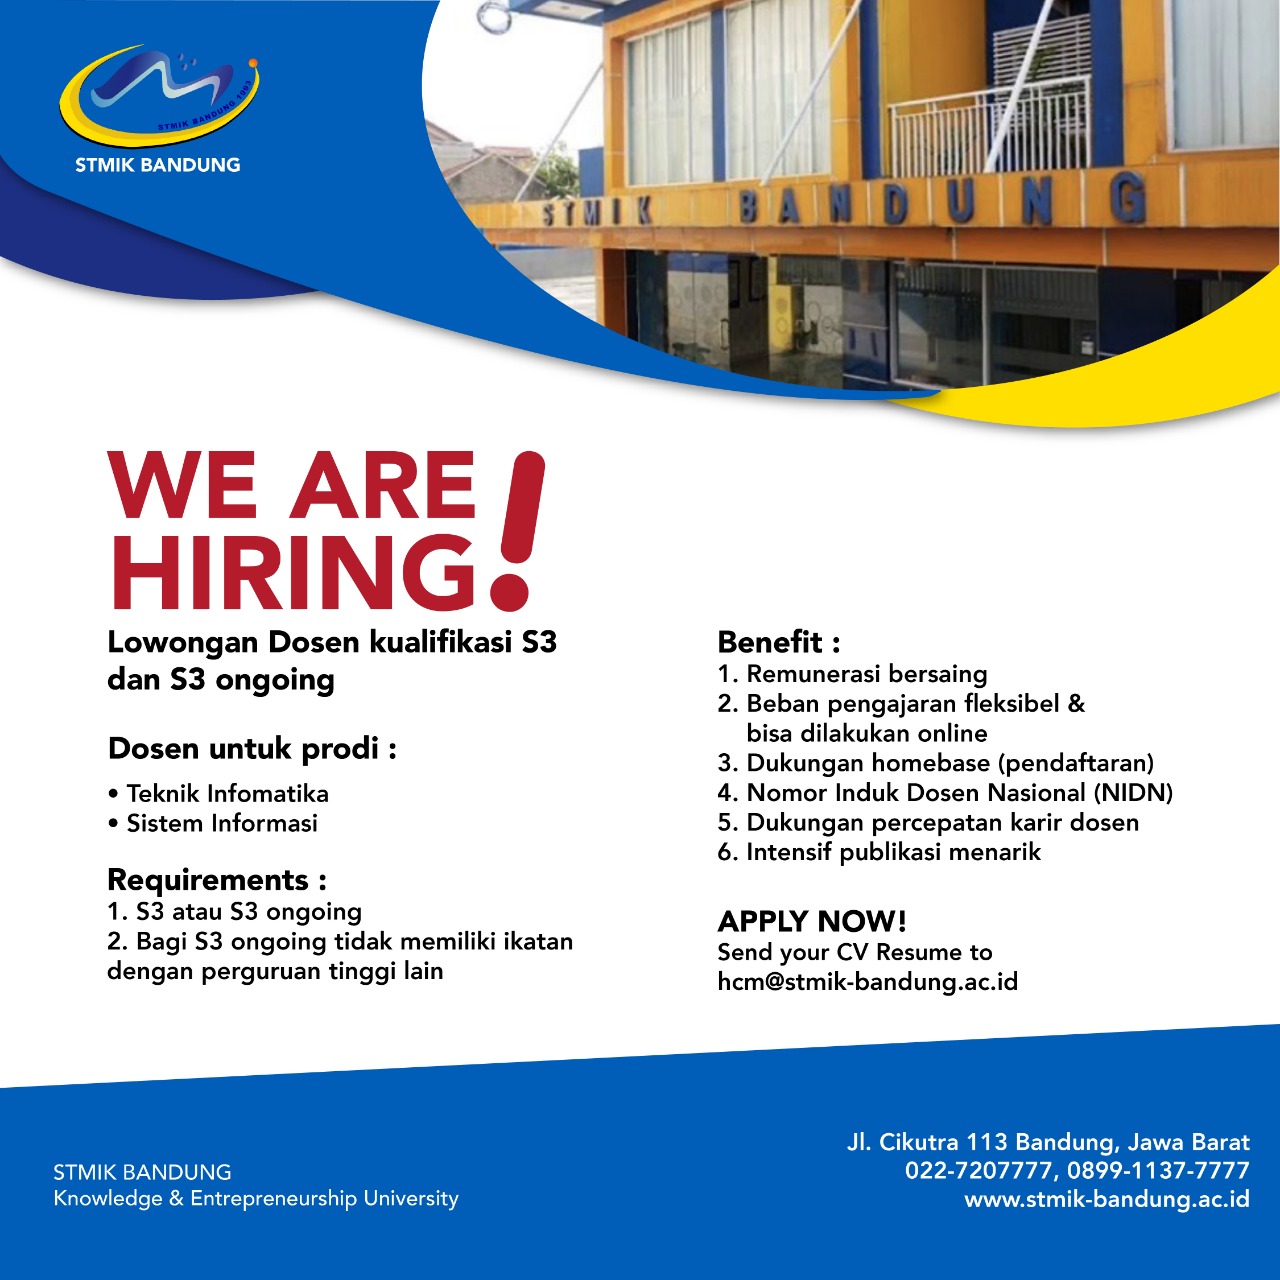 STMIK BANDUNG 1993
STMIK BANDUNG
STMIK BANDUNG
WE ARE
HIRING!
Lowongan Dosen kualifikasi S3
dan S3 ongoing
Dosen untuk prodi :
• Teknik Infomatika
• Sistem Informasi
Requirements :
1. S3 atau S3 ongoing
2. Bagi S3 ongoing tidak memiliki ikatan
dengan perguruan tinggi lain
Benefit :
1. Remunerasi bersaing
2. Beban pengajaran fleksibel &
bisa dilakukan online
3. Dukungan homebase (pendaftaran)
4. Nomor Induk Dosen Nasional (NIDN)
5. Dukungan percepatan karir dosen
6. Intensif publikasi menarik
APPLY NOW!
Send your CV Resume to
hcm@stmik-bandung.ac.id
STMIK BANDUNG
Knowledge & Entrepreneurship University
Jl. Cikutra 113 Bandung, Jawa Barat
022-7207777, 0899-1137-7777
www.stmik-bandung.ac.id